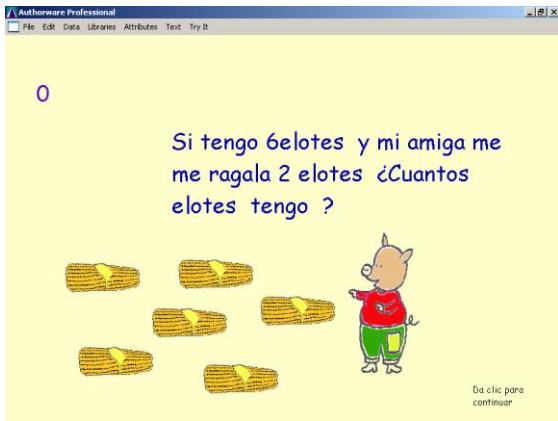 Authorware Professional
File Edit Data Libraries Attributes Text Try It
0
Si tengo 6elotes y mi amiga me
me ragala 2 elotes ¿Cuantos
elotes tengo ?
Da clic para
continuar